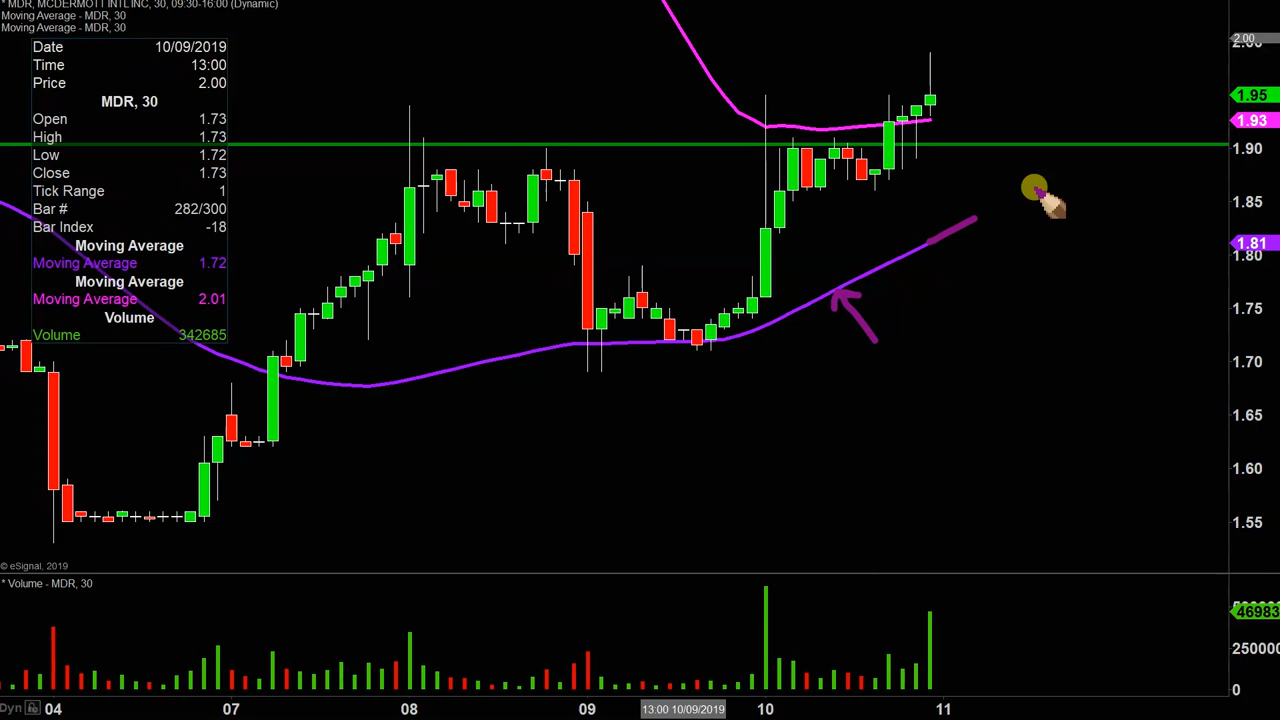 * MDR, MCDERMOTT INTL INC, 30, 09:30-16:00 (Dynamic)
Moving Average - MDR, 30
Moving Average - MDR, 30
Date 10/09/2019
Time 13:00
Price 2.00
MDR, 30
Open 1.73
High 1.73
Low 1.72
Close 1.73
Tick Range 1
Bar # 282/300
Bar Index -18
Moving Average
Moving Average 1.72
Moving Average
Moving Average 2.01
Volume
Volume 342685
2.00
1.95
1.93
1.90
1.85
1.81
1.80
1.75
1.70
1.65
1.60
1.55
© eSignal, 2019
* Volume - MDR, 30
46983
250000
0
Dyn 04 07 08 09 13:00 10/09/2019 10 11